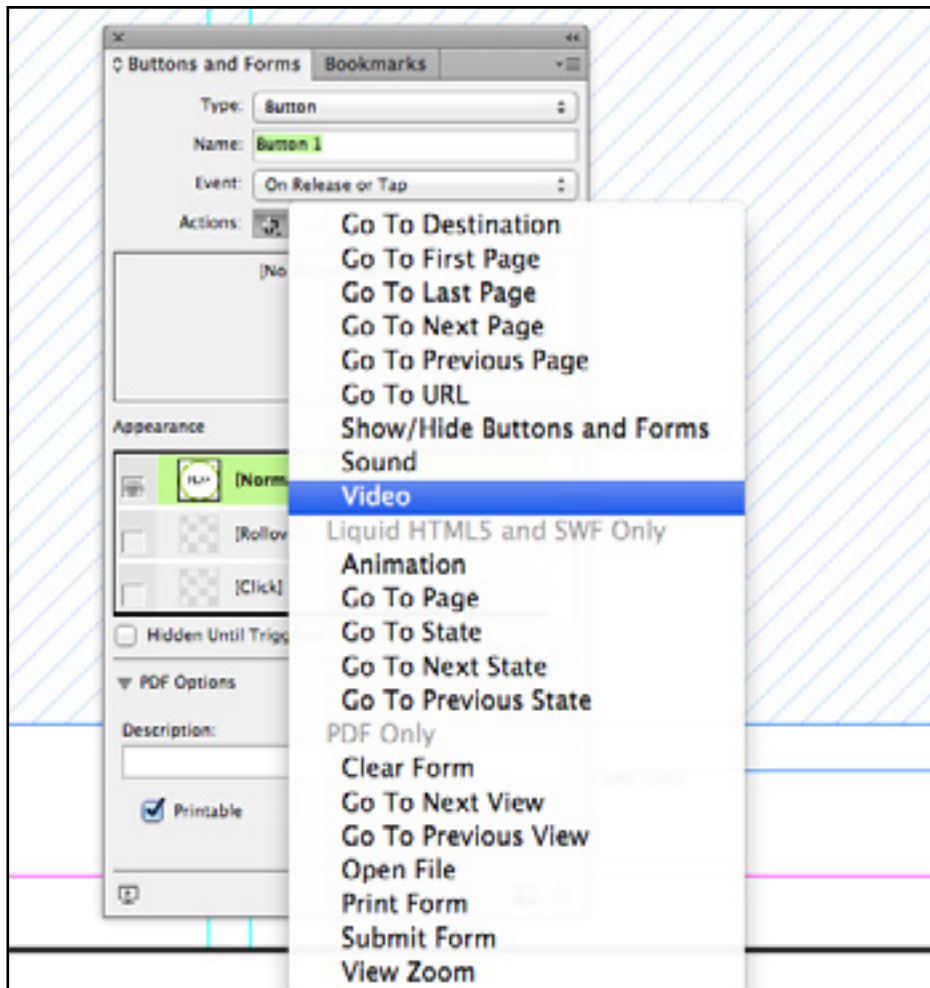 Buttons and Forms Bookmarks
Type: Button
Name: Button 1
Event: On Release or Tap
Actions:
[No
Go To Destination
Go To First Page
Go To Last Page
Go To Next Page
Go To Previous Page
Go To URL
Show/Hide Buttons and Forms
Sound
Video
Liquid HTML5 and SWF Only
Animation
Go To Page
Go To State
Go To Next State
Go To Previous State
PDF Only
Clear Form
Go To Next View
Go To Previous View
Open File
Print Form
Submit Form
View Zoom
Appearance
PLAY
[Norm
[Rollov
[Click]
Hidden Until Trigg
PDF Options
Description:
Printable